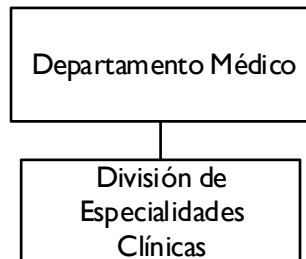 Departamento Médico
División de
Especialidades
Clínicas